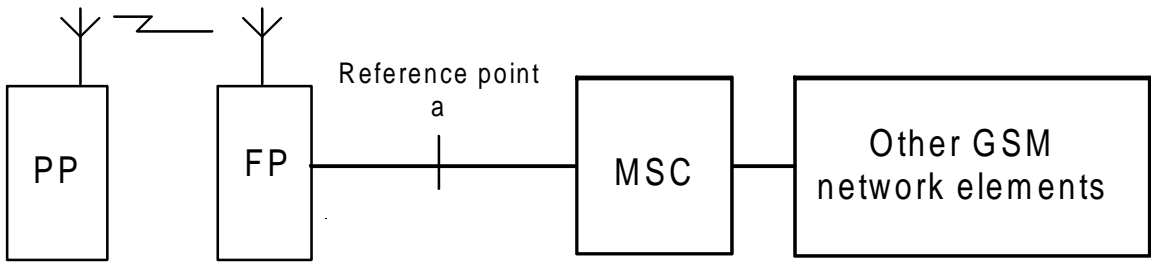 Reference point
a
PP
FP
MSC
Other GSM
network elements